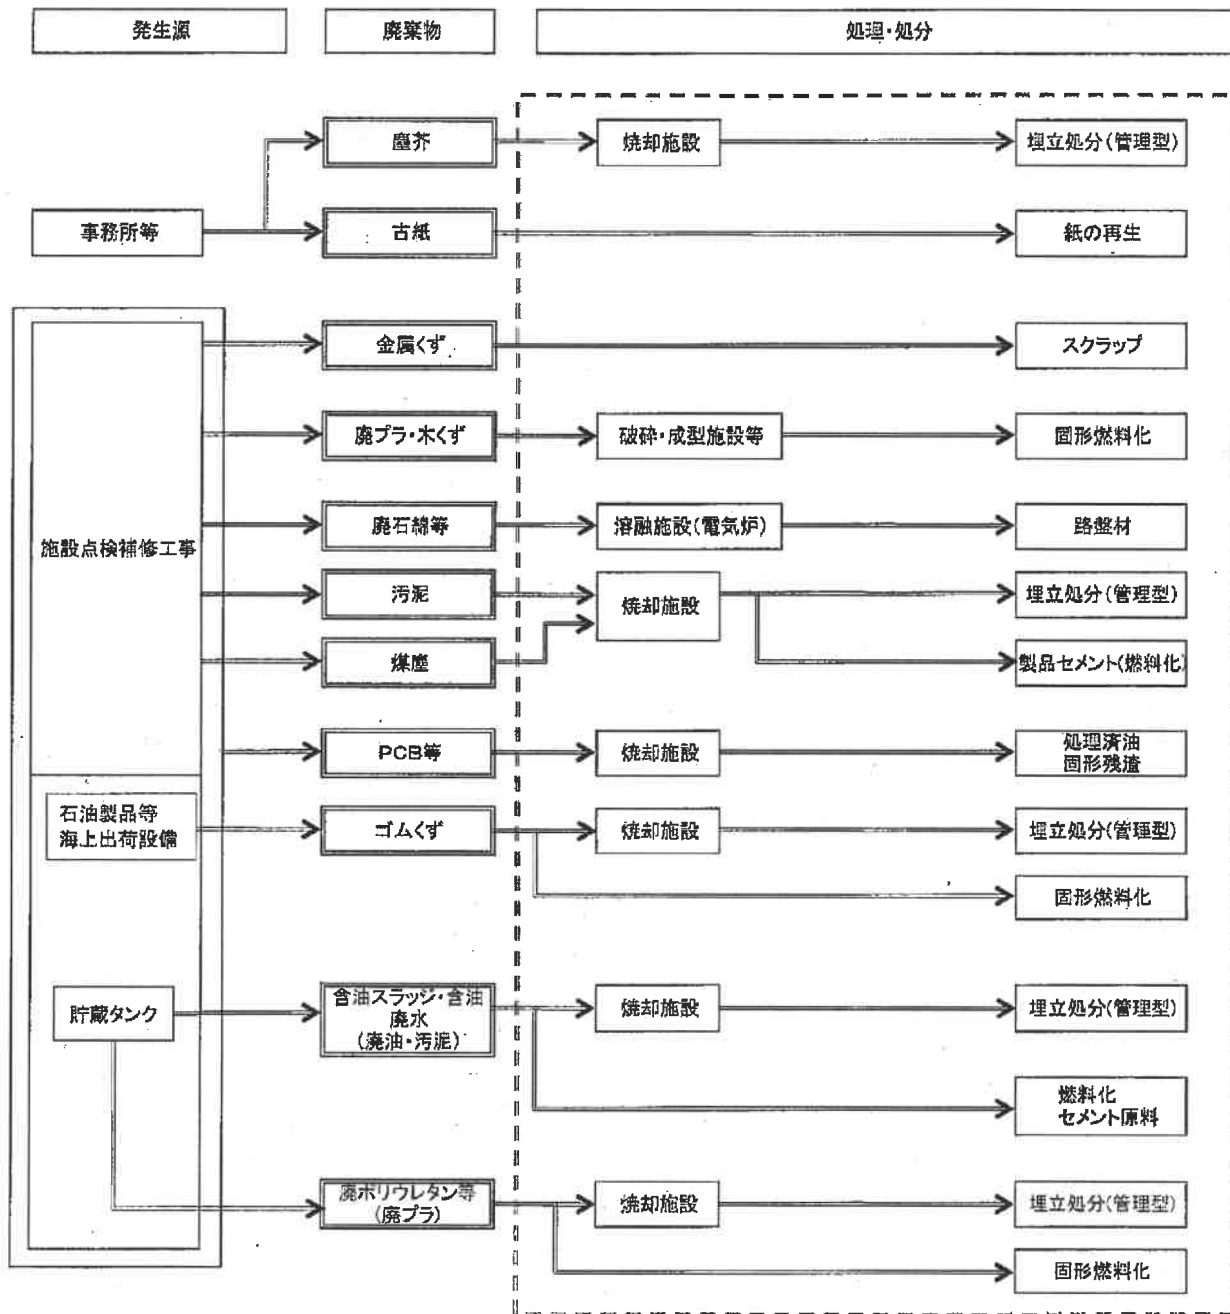 発生源
廃棄物
処理・処分
塵芥
焼却施設
埋立処分(管理型)
事務所等
古紙
紙の再生
金属くず
スクラップ
廃プラ・木くず
破砕・成型施設等
固形燃料化
施設点検補修工事
廃石綿等
溶融施設(電気炉)
路盤材
汚泥
焼却施設
埋立処分(管理型)
煤塵
製品セメント(燃料化)
PCB等
焼却施設
処理済油
固形残渣
石油製品等
海上出荷設備
ゴムくず
焼却施設
埋立処分(管理型)
固形燃料化
貯蔵タンク
含油スラッジ・含油
廃水
(廃油・汚泥)
焼却施設
埋立処分(管理型)
燃料化
セメント原料
廃ポリウレタン等
(廃プラ)
焼却施設
埋立処分(管理型)
固形燃料化